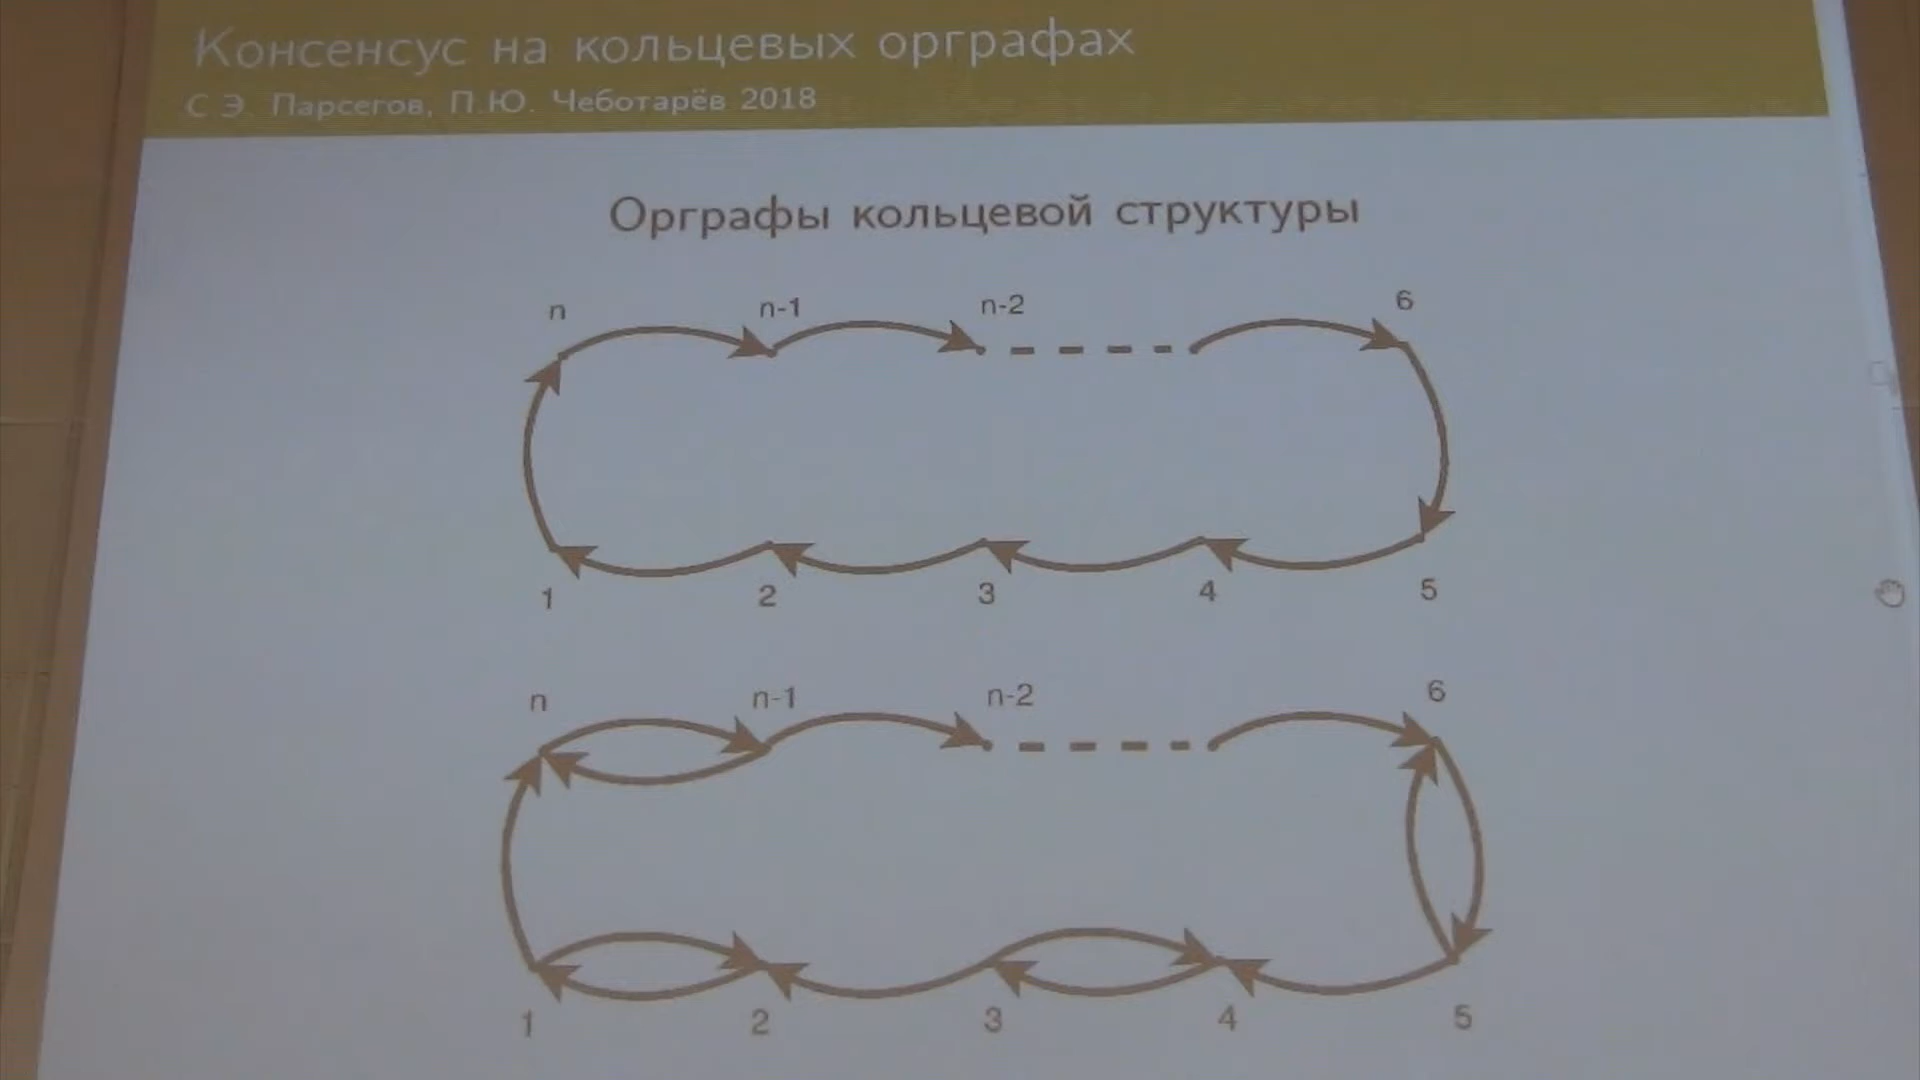 Консенсус на кольцевых орграфах
С.Э. Парсегов, П.Ю. Чеботарёв 2018
Орграфы кольцевой структуры
n n-1 n-2 6
1 2 3 4 5
n n-1 n-2 6
1 2 3 4 5